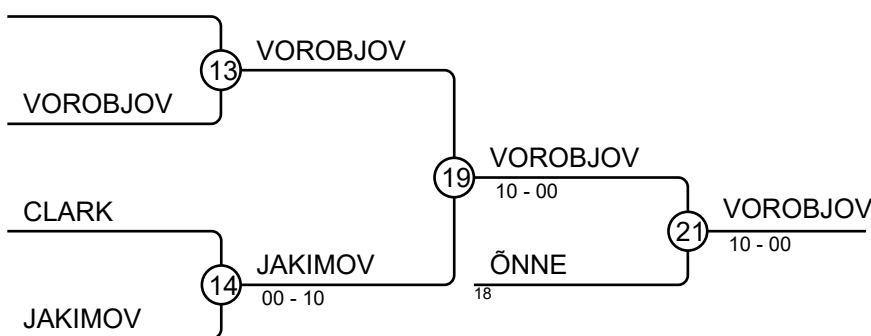 13
VOROBJOV
VOROBJOV
CLARK
14
JAKIMOV
00 - 10
JAKIMOV
19
VOROBJOV
10 - 00
ÕNNE
18
21
VOROBJOV
10 - 00